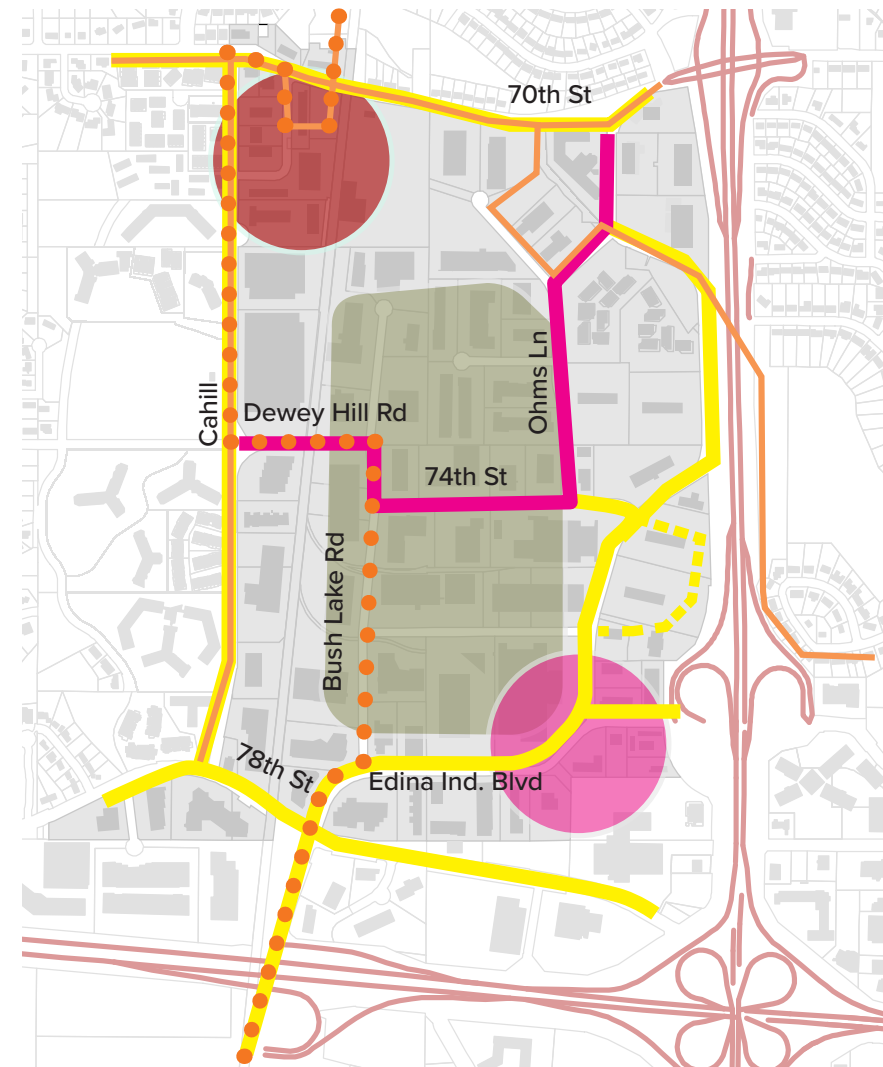 70th St
Ohms Ln
Cahill
Dewey Hill Rd
74th St
Bush Lake Rd
78th St
Edina Ind. Blvd